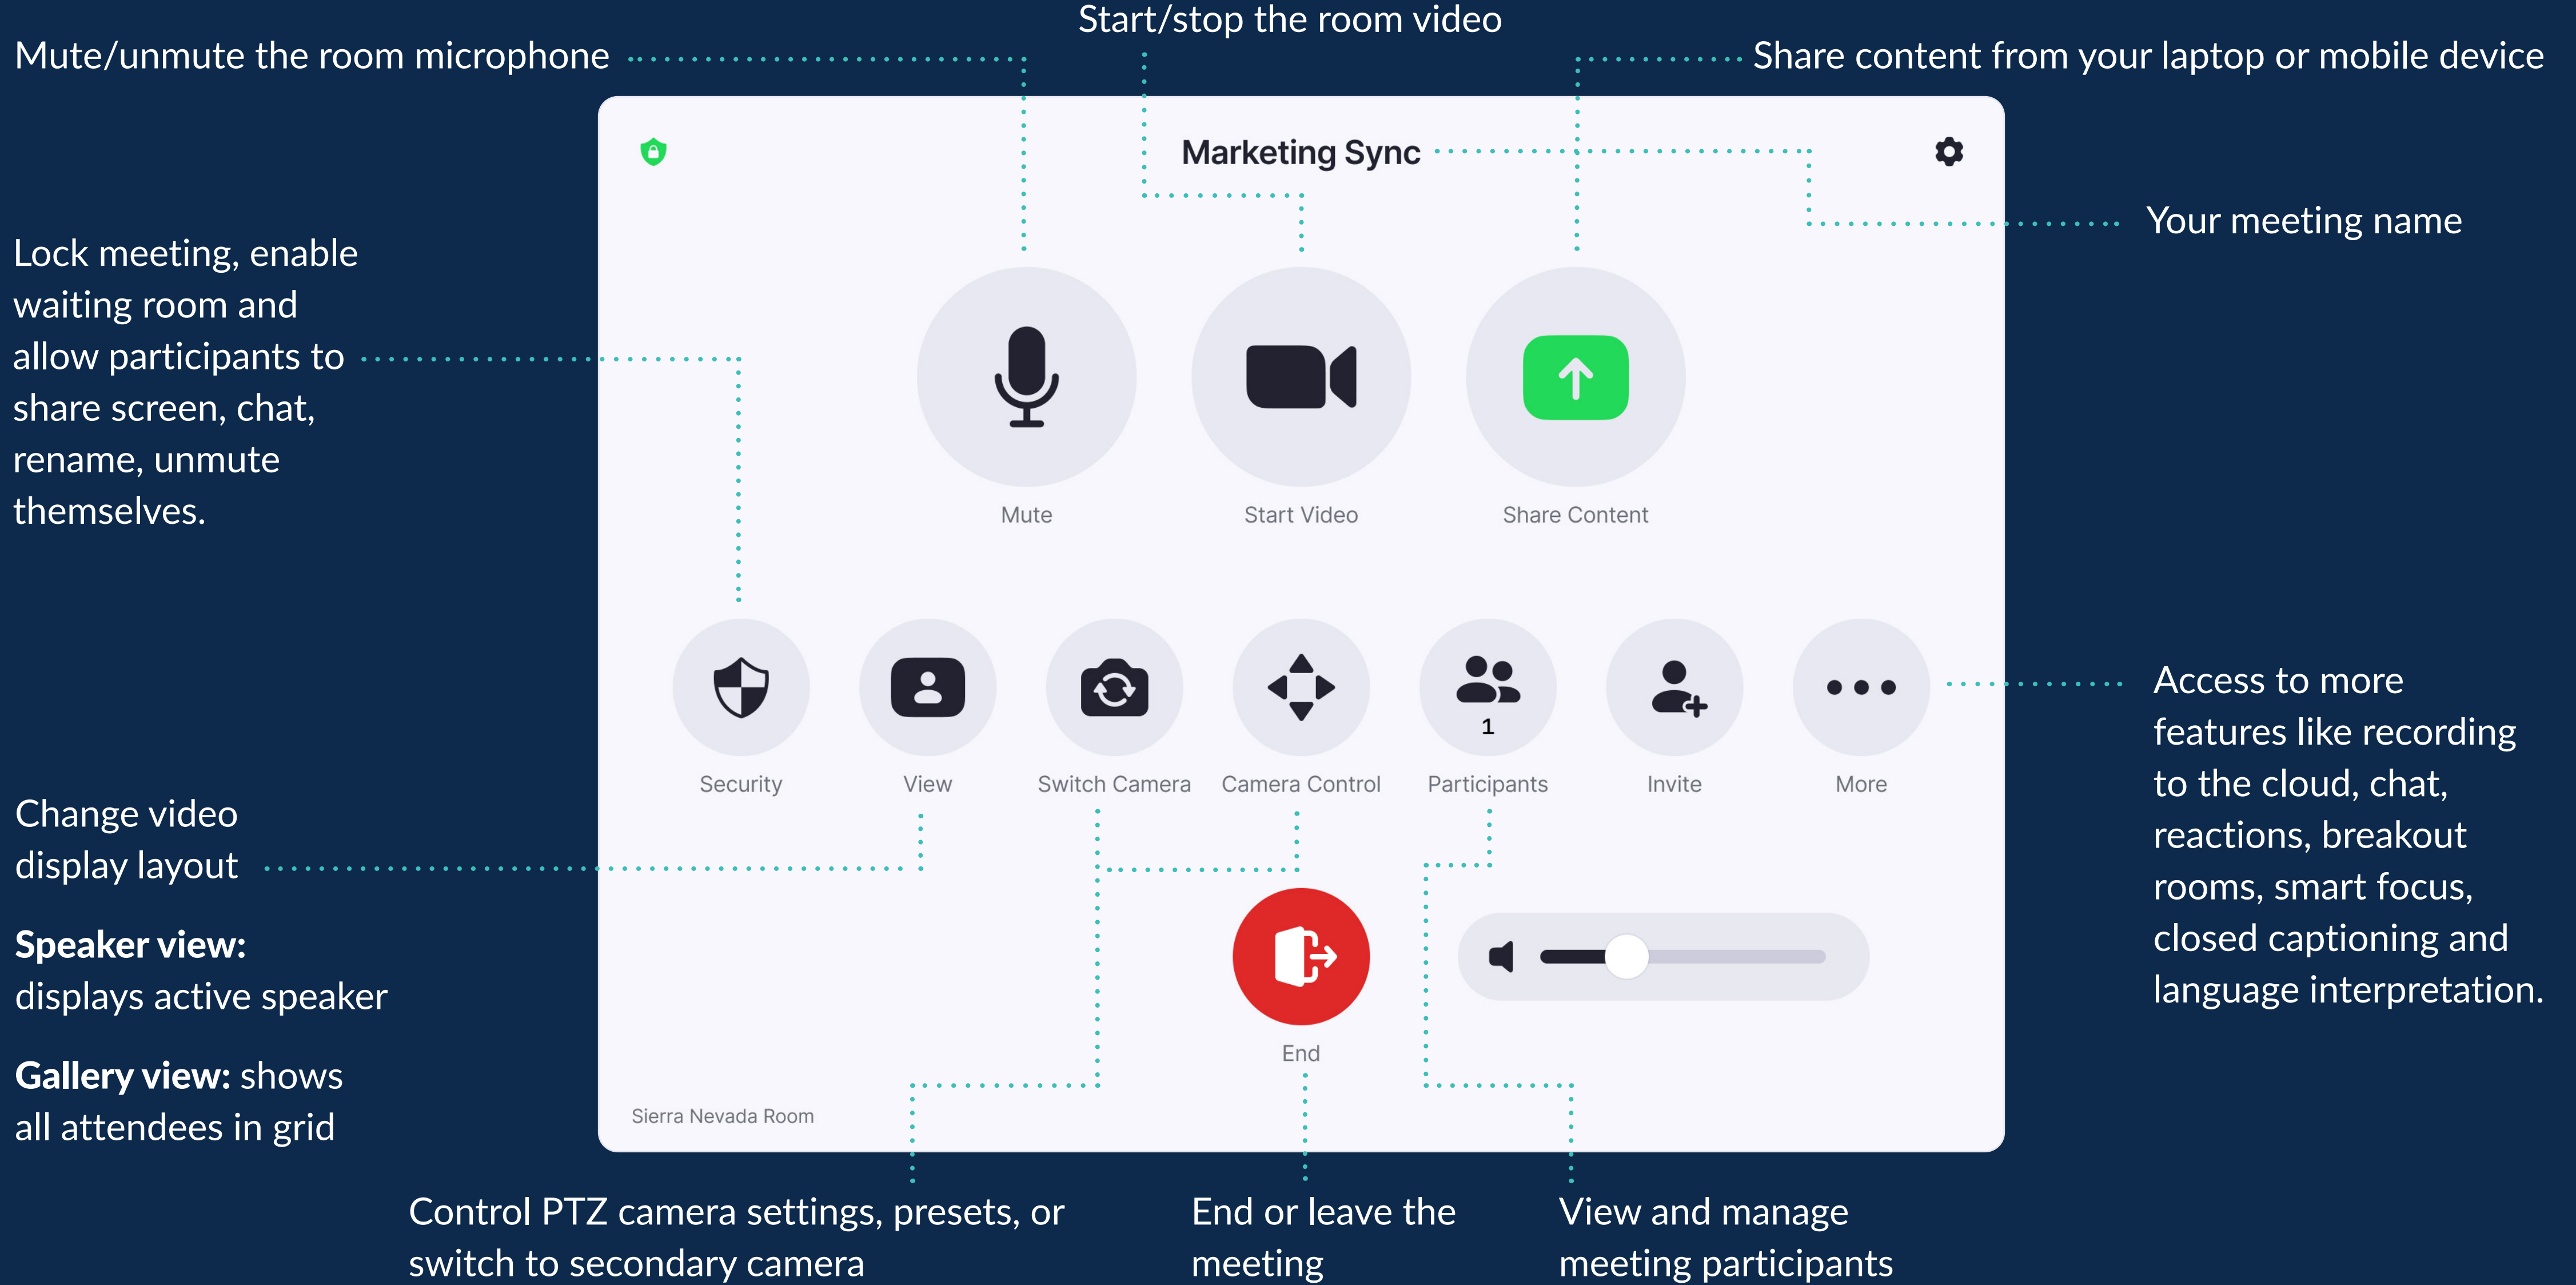 Start/stop the room video
Mute/unmute the room microphone
Share content from your laptop or mobile device
Marketing Sync
Your meeting name
Lock meeting, enable
waiting room and
allow participants to
share screen, chat,
rename, unmute
themselves.
Mute
Start Video
Share Content
1
Security
View
Switch Camera
Camera Control
Participants
Invite
More
Access to more
features like recording
to the cloud, chat,
reactions, breakout
rooms, smart focus,
closed captioning and
language interpretation.
Change video
display layout
Speaker view:
displays active speaker
Gallery view: shows
all attendees in grid
End
Sierra Nevada Room
Control PTZ camera settings, presets, or
switch to secondary camera
End or leave the
meeting
View and manage
meeting participants